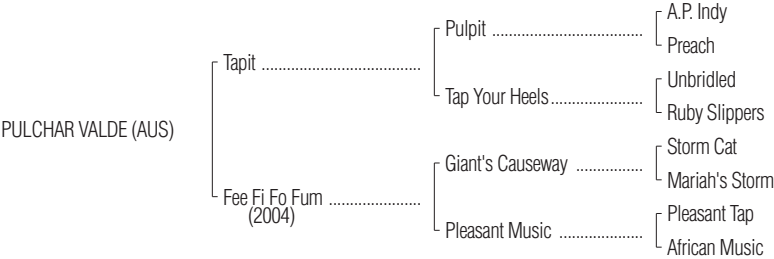 A.P. Indy
Pulpit ....................................
Preach
Tapit .....................................
Unbridled
Tap Your Heels.....................
Ruby Slippers
PULCHAR VALDE (AUS)
Storm Cat
Giant's Causeway ................
Mariah's Storm
Fee Fi Fo Fum .....................
(2004)
Pleasant Tap
Pleasant Music ....................
African Music